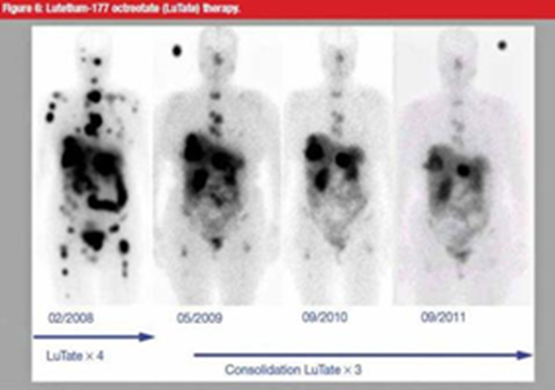 Figure 6: Lutetium-177 octreotate (LuTate) therapy.
02/2008
05/2009
09/2010
09/2011
LuTate × 4
Consolidation LuTate × 3